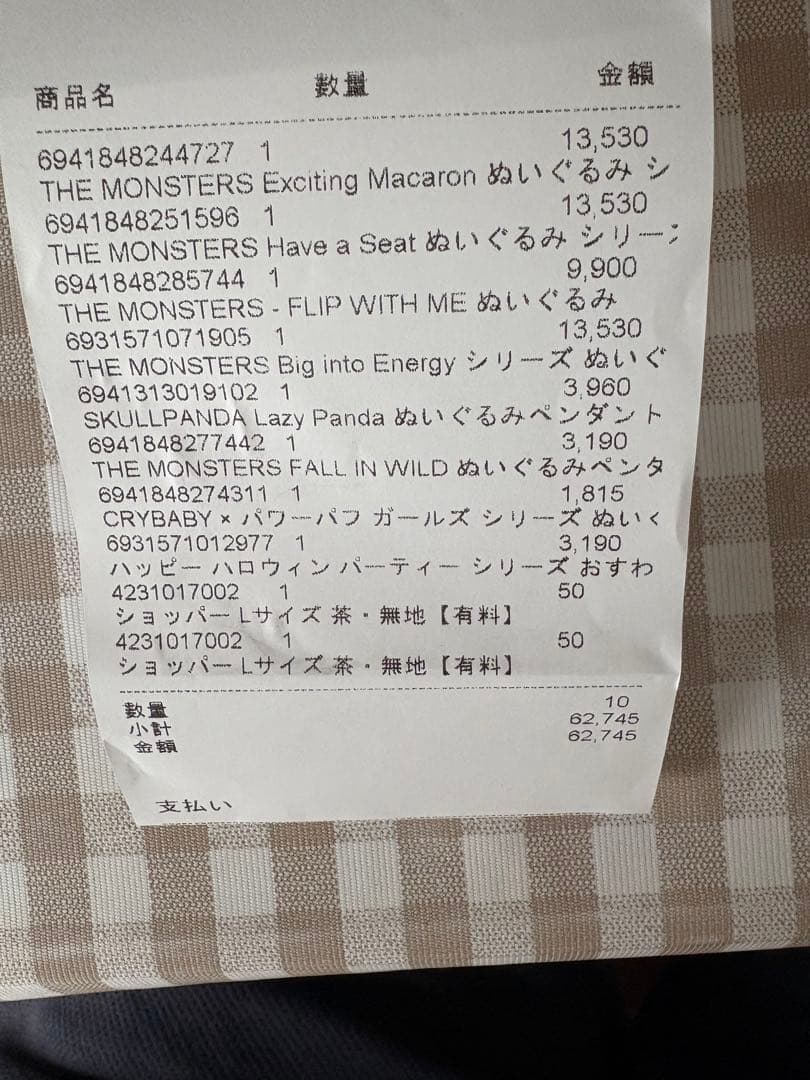 商品名 数量 金額
6941848244727 1 13,530
THE MONSTERS Exciting Macaron ぬいぐるみ シ
6941848251596 1 13,530
THE MONSTERS Have a Seat ぬいぐるみ シリーズ
6941848285744 1 9,900
THE MONSTERS - FLIP WITH ME ぬいぐるみ
6931571071905 1 13,530
THE MONSTERS Big into Energy シリーズ ぬいぐ
6941313019102 1 3,960
SKULLPANDA Lazy Panda ぬいぐるみペンダント
6941848277442 1 3,190
THE MONSTERS FALL IN WILD ぬいぐるみペンタ
6941848274311 1 1,815
CRYBABY × パワーパフ ガールズ シリーズ ぬいく
6931571012977 1 3,190
ハッピー ハロウィン パーティー シリーズ おすわ
4231017002 1 50
ショッパー Lサイズ 茶・無地【有料】
4231017002 1 50
ショッパー Lサイズ 茶・無地【有料】
数量 10
小計 62,745
金額 62,745
支払い